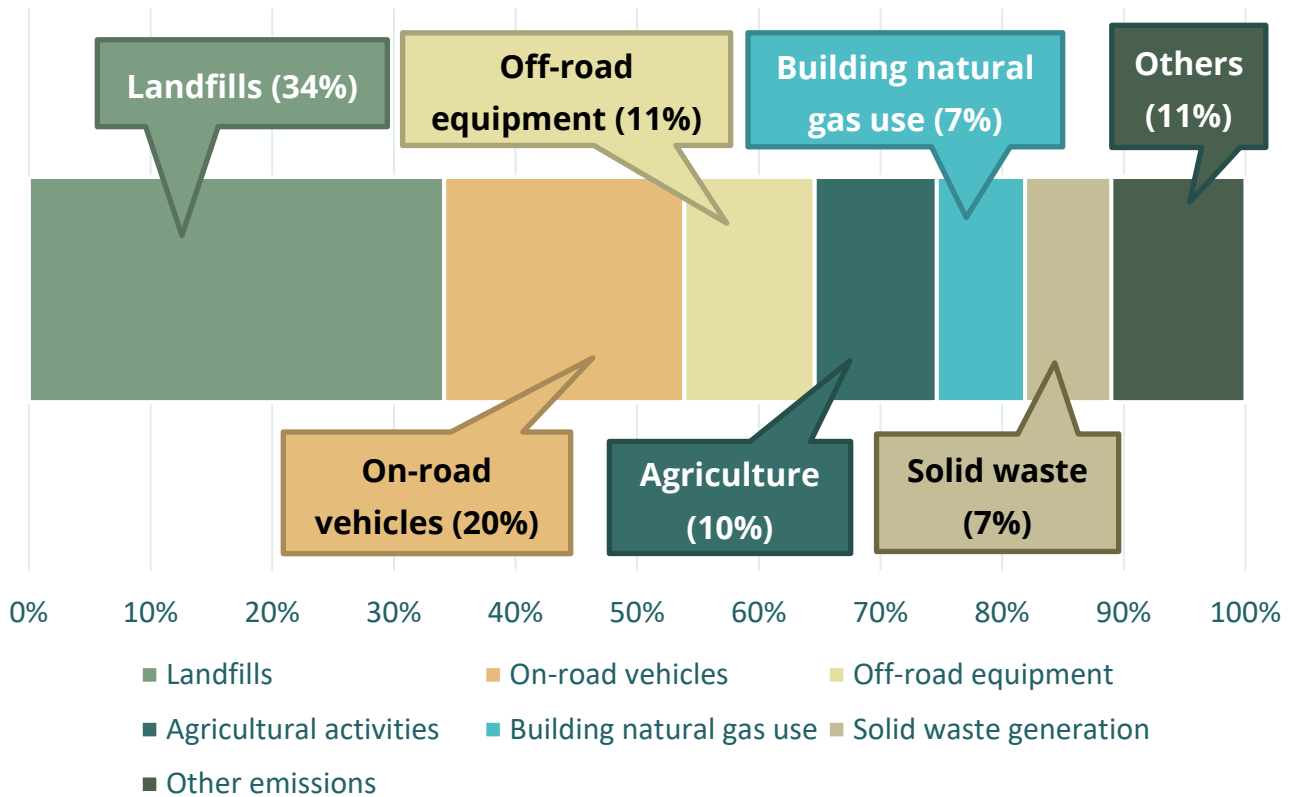 Landfills (34%)
Off-road
equipment (11%)
Building natural
gas use (7%)
Others
(11%)
On-road
vehicles (20%)
Agriculture
(10%)
Solid waste
(7%)
0% 10% 20% 30% 40% 50% 60% 70% 80% 90% 100%
Landfills On-road vehicles Off-road equipment
Agricultural activities Building natural gas use Solid waste generation
Other emissions